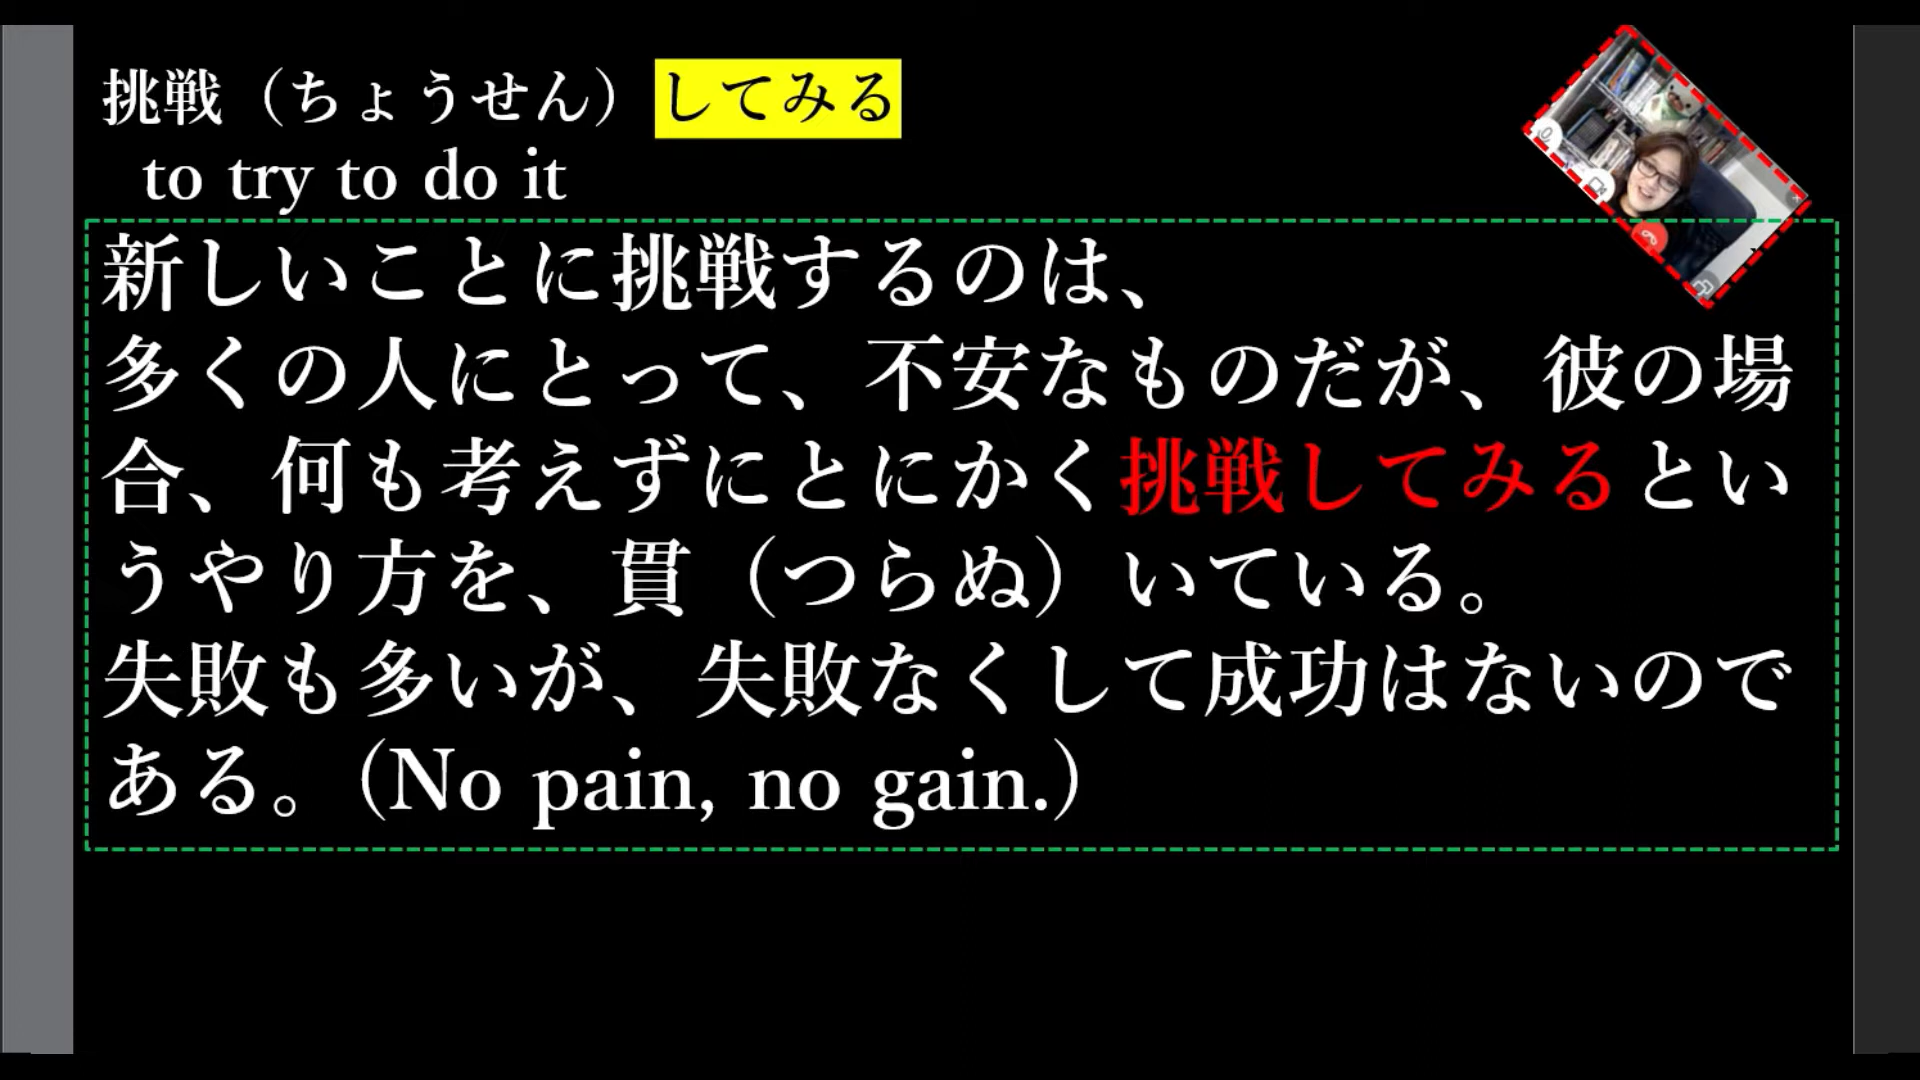 挑戦（ちょうせん）してみる
to try to do it
新しいことに挑戦するのは、
多くの人にとって、不安なものだが、彼の場
合、何も考えずにとにかく挑戦してみるとい
うやり方を、貫（つらぬ）いている。
失敗も多いが、失敗なくして成功はないので
ある。（No pain, no gain.）